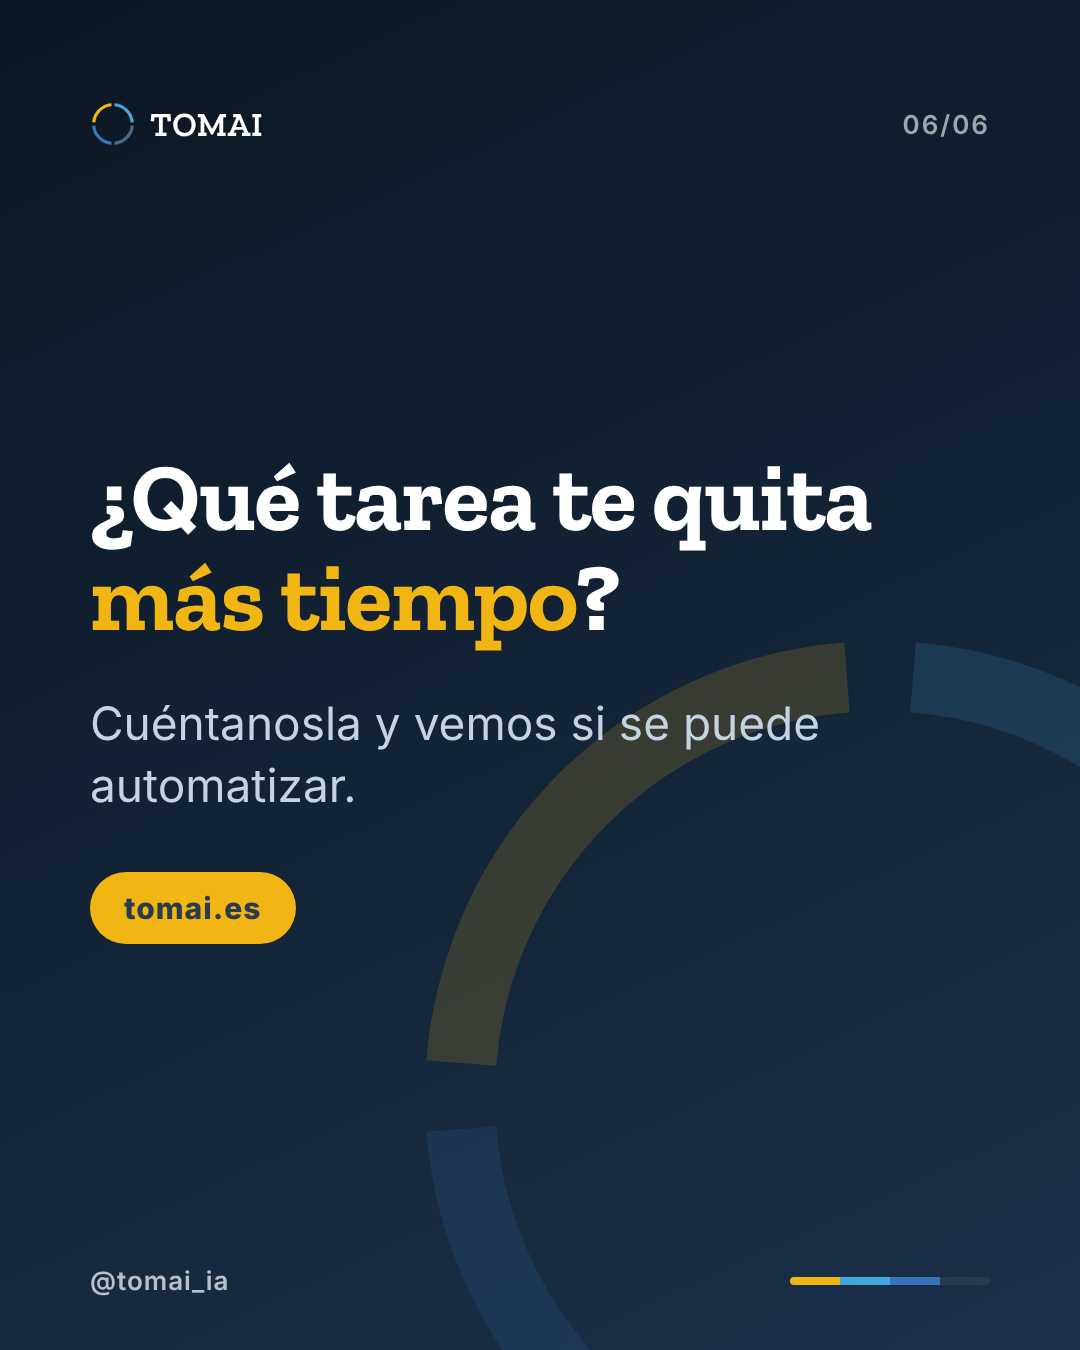 TOMAI
06/06
¿Qué tarea te quita
más tiempo?
Cuéntanosla y vemos si se puede
automatizar.
tomai.es
@tomai_ia